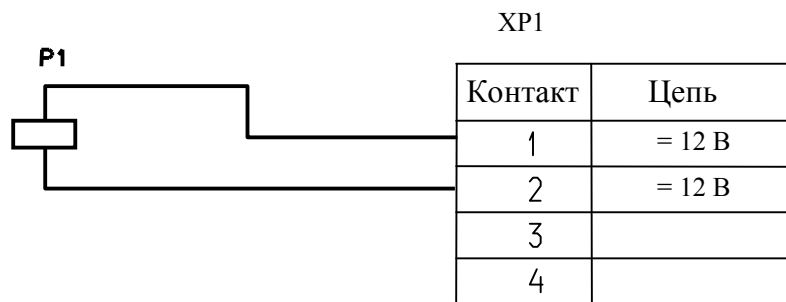 XP1
P1
Контакт Цепь
1 = 12 В
2 = 12 В
3
4